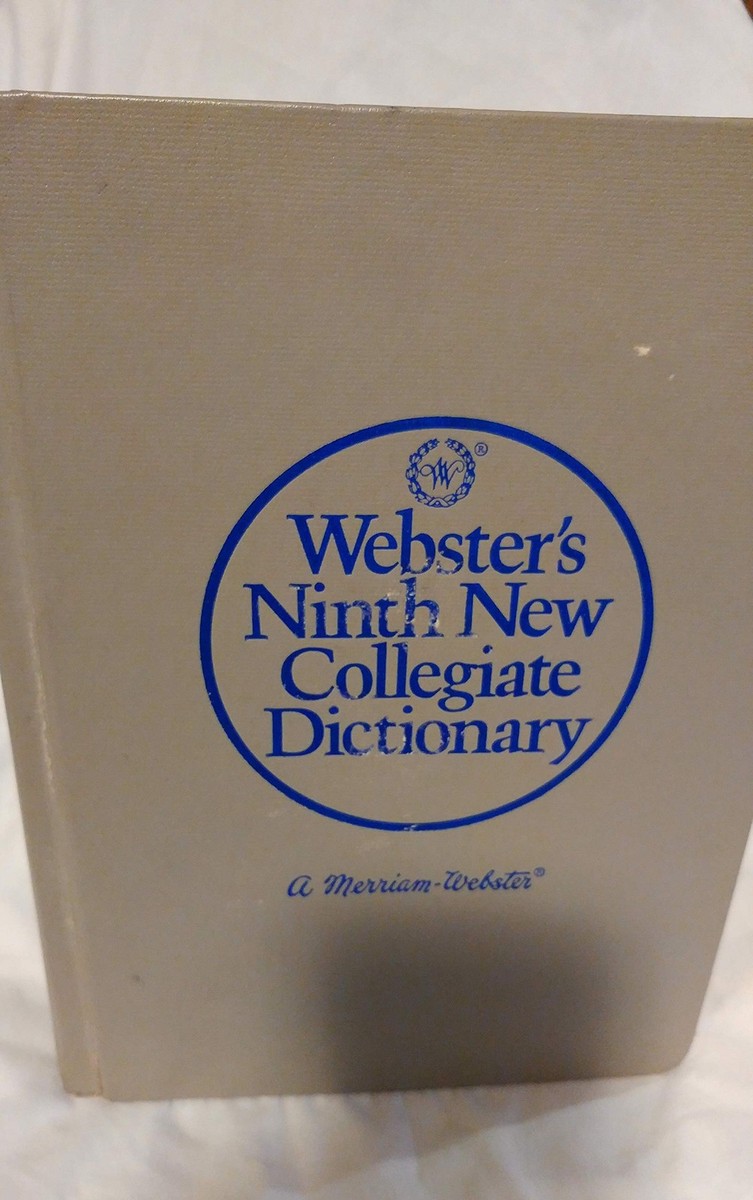 W ®
Webster's
Ninth New
Collegiate
Dictionary
A Merriam-Webster®